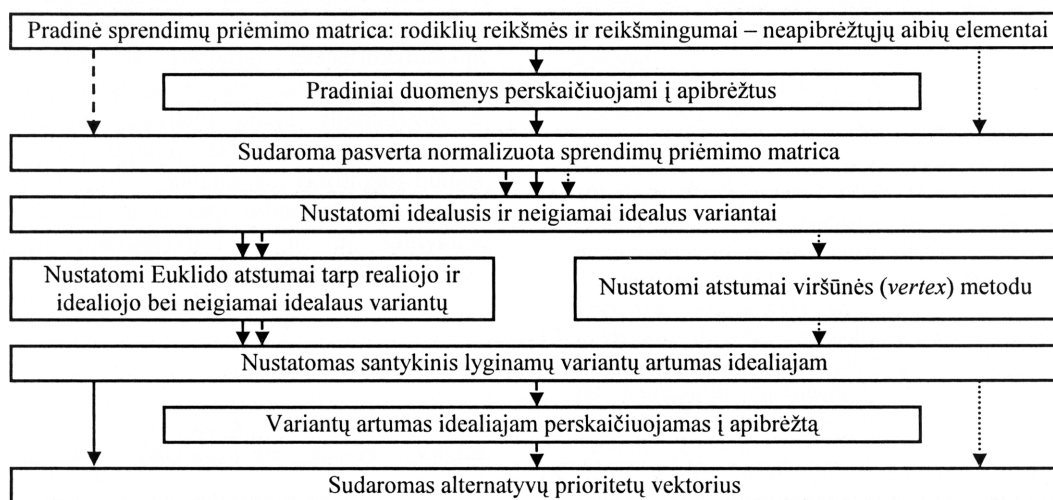 Pradinė sprendimų priėmimo matrica: rodiklių reikšmės ir reikšmingumai – neapibrėžtųjų aibių elementai
Pradiniai duomenys perskaičiuojami į apibrėžtus
Sudaroma pasverta normalizuota sprendimų priėmimo matrica
Nustatomi idealusis ir neigiamai idealus variantai
Nustatomi Euklido atstumai tarp realiojo ir
idealiojo bei neigiamai idealaus variantų
Nustatomi atstumai viršūnės (vertex) metodu
Nustatomas santykinis lyginamų variantų artumas idealiajam
Variantų artumas idealiajam perskaičiuojamas į apibrėžtą
Sudaromas alternatyvų prioritetų vektorius